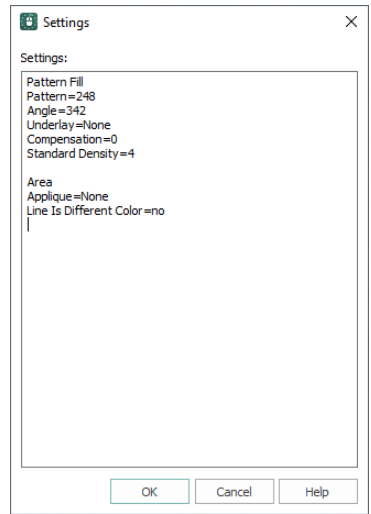 Settings
Settings:
Pattern Fill
Pattern=248
Angle=342
Underlay=None
Compensation=0
Standard Density=4
Area
Applique=None
Line Is Different Color=no
OK
Cancel
Help